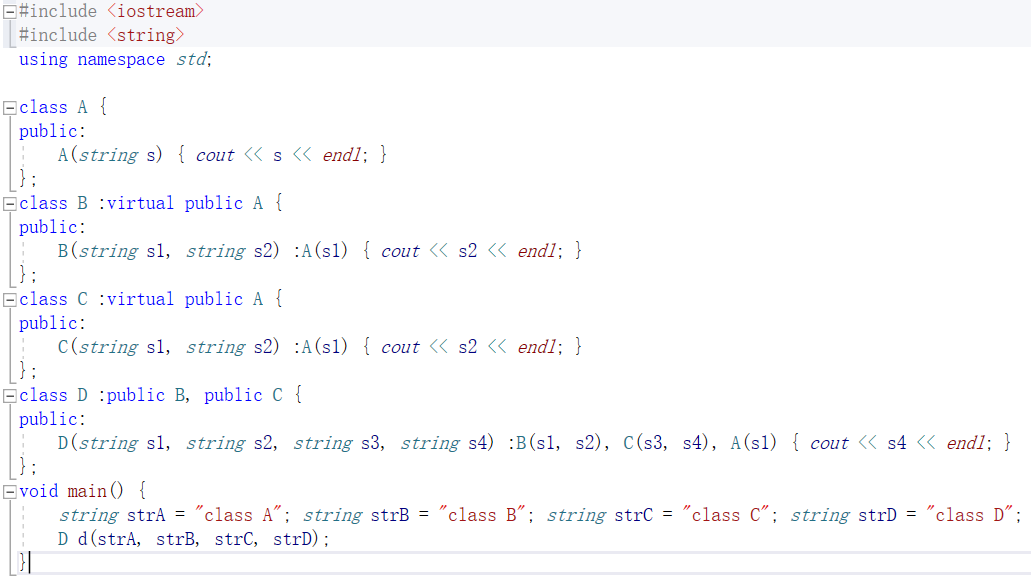 #include <iostream>
#include <string>
using namespace std;
class A {
public:
A(string s) { cout << s << endl; }
};
class B :virtual public A {
public:
B(string s1, string s2) :A(s1) { cout << s2 << endl; }
};
class C :virtual public A {
public:
C(string s1, string s2) :A(s1) { cout << s2 << endl; }
};
class D :public B, public C {
public:
D(string s1, string s2, string s3, string s4) :B(s1, s2), C(s3, s4), A(s1) { cout << s4 << endl; }
};
void main() {
string strA = "class A"; string strB = "class B"; string strC = "class C"; string strD = "class D";
D d(strA, strB, strC, strD);
}